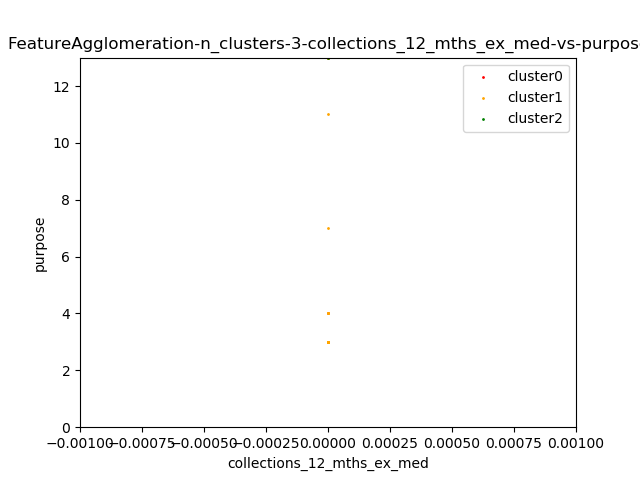 FeatureAgglomeration-n_clusters-3-collections_12_mths_ex_med-vs-purpos
cluster0
cluster1
cluster2
12
10
8
6
4
2
0
purpose
−0.00100 −0.00075 −0.00050 −0.00025 0.00000 0.00025 0.00050 0.00075 0.00100
collections_12_mths_ex_med